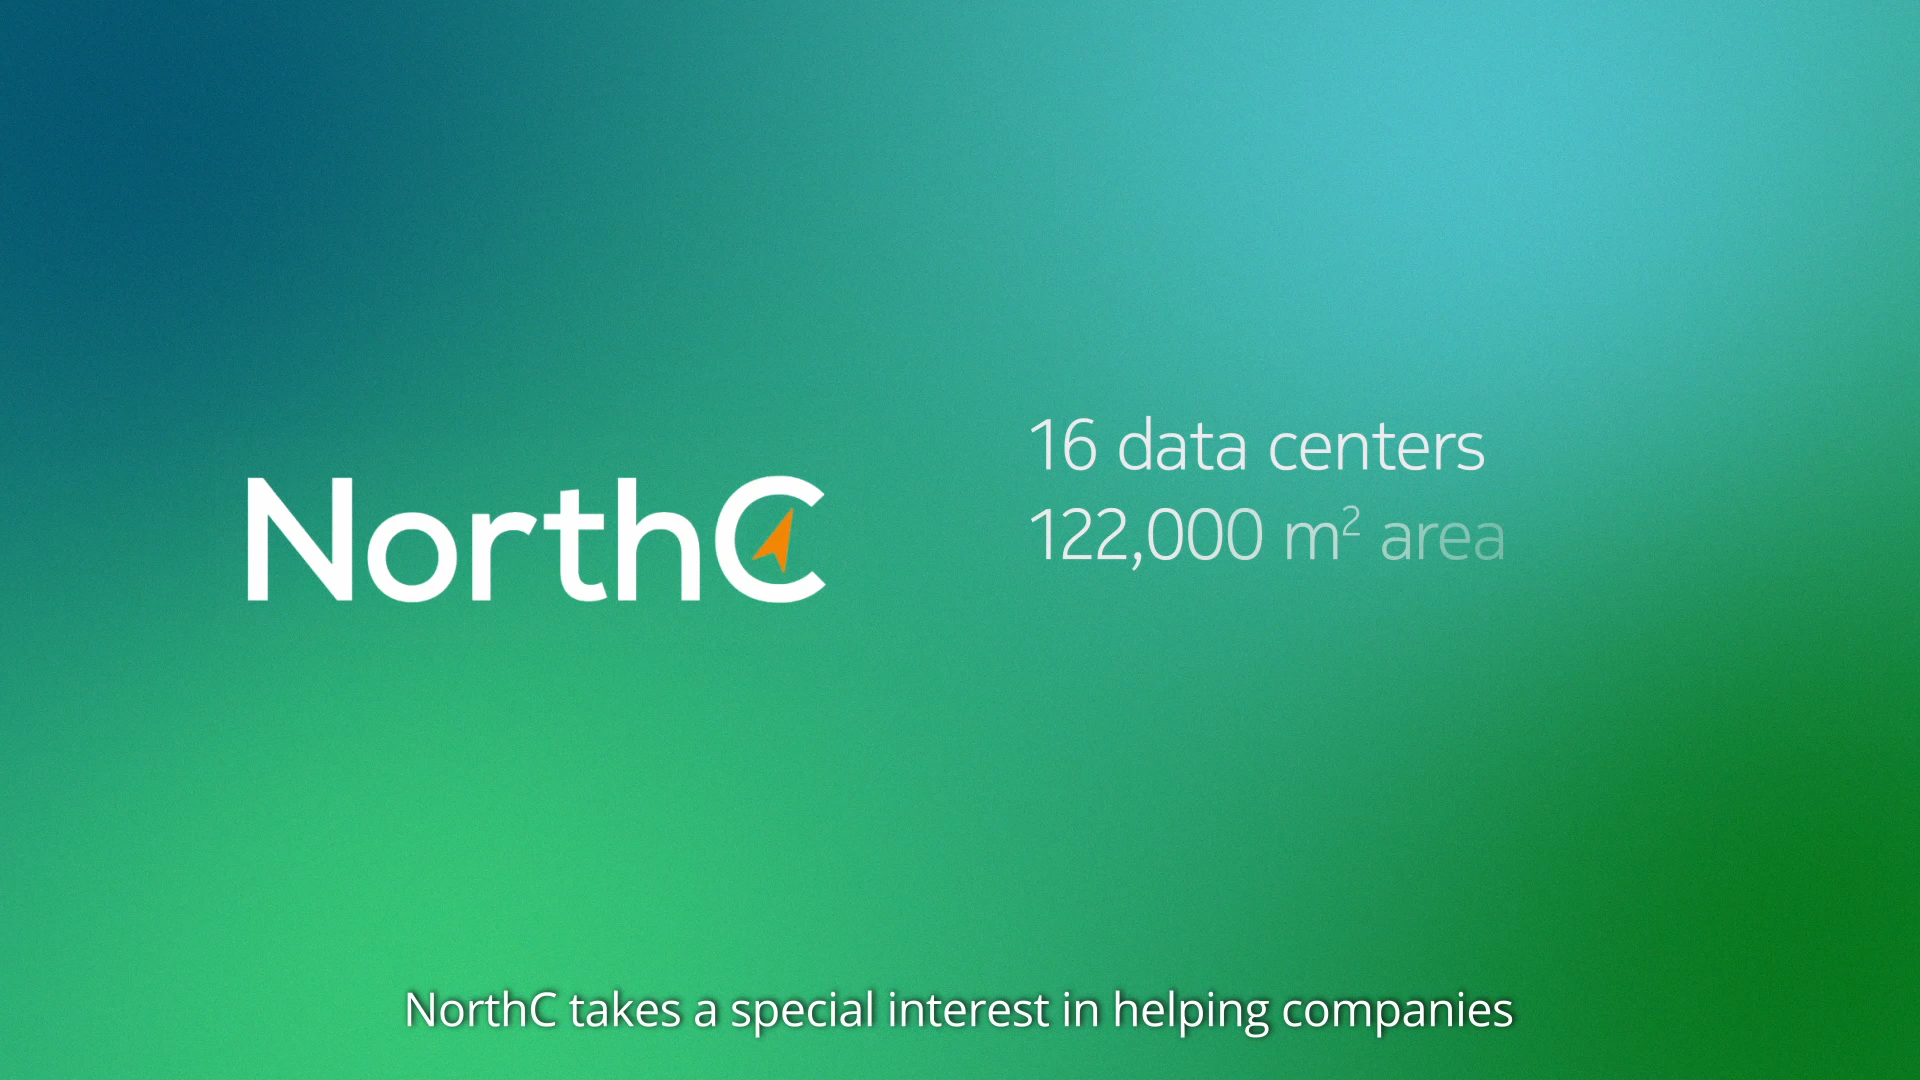 NorthC
16 data centers
122,000 m² area
NorthC takes a special interest in helping companies